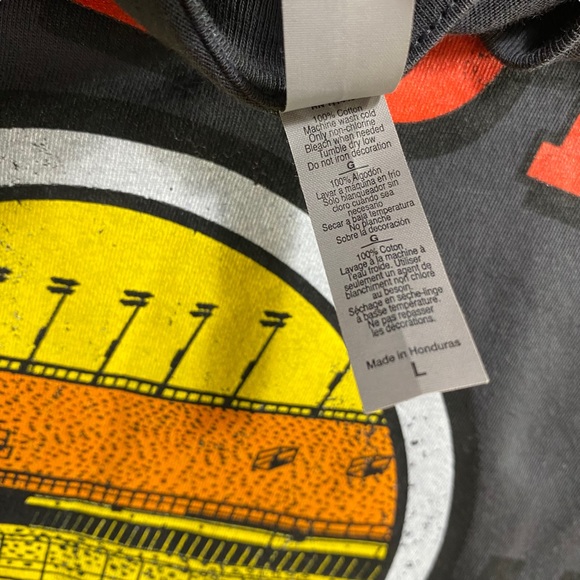 100% Cotton
Machine wash cold
Only non-chlorine
Bleach when needed
Tumble dry low
Do not iron decoration
G
100% Algodón
Lavar a máquina en frío
Sólo blanqueador sin
cloro cuando sea
necesario
Secar a baja temperatura
No planche
Sobre la decoración
G
100% Coton
Lavage à la machine à
l'eau froide. Utiliser
seulement un agent de
blanchiment non chloré
au besoin.
Séchage en sèche-linge
à basse température.
Ne pas repasser
les décorations.
Made in Honduras
L